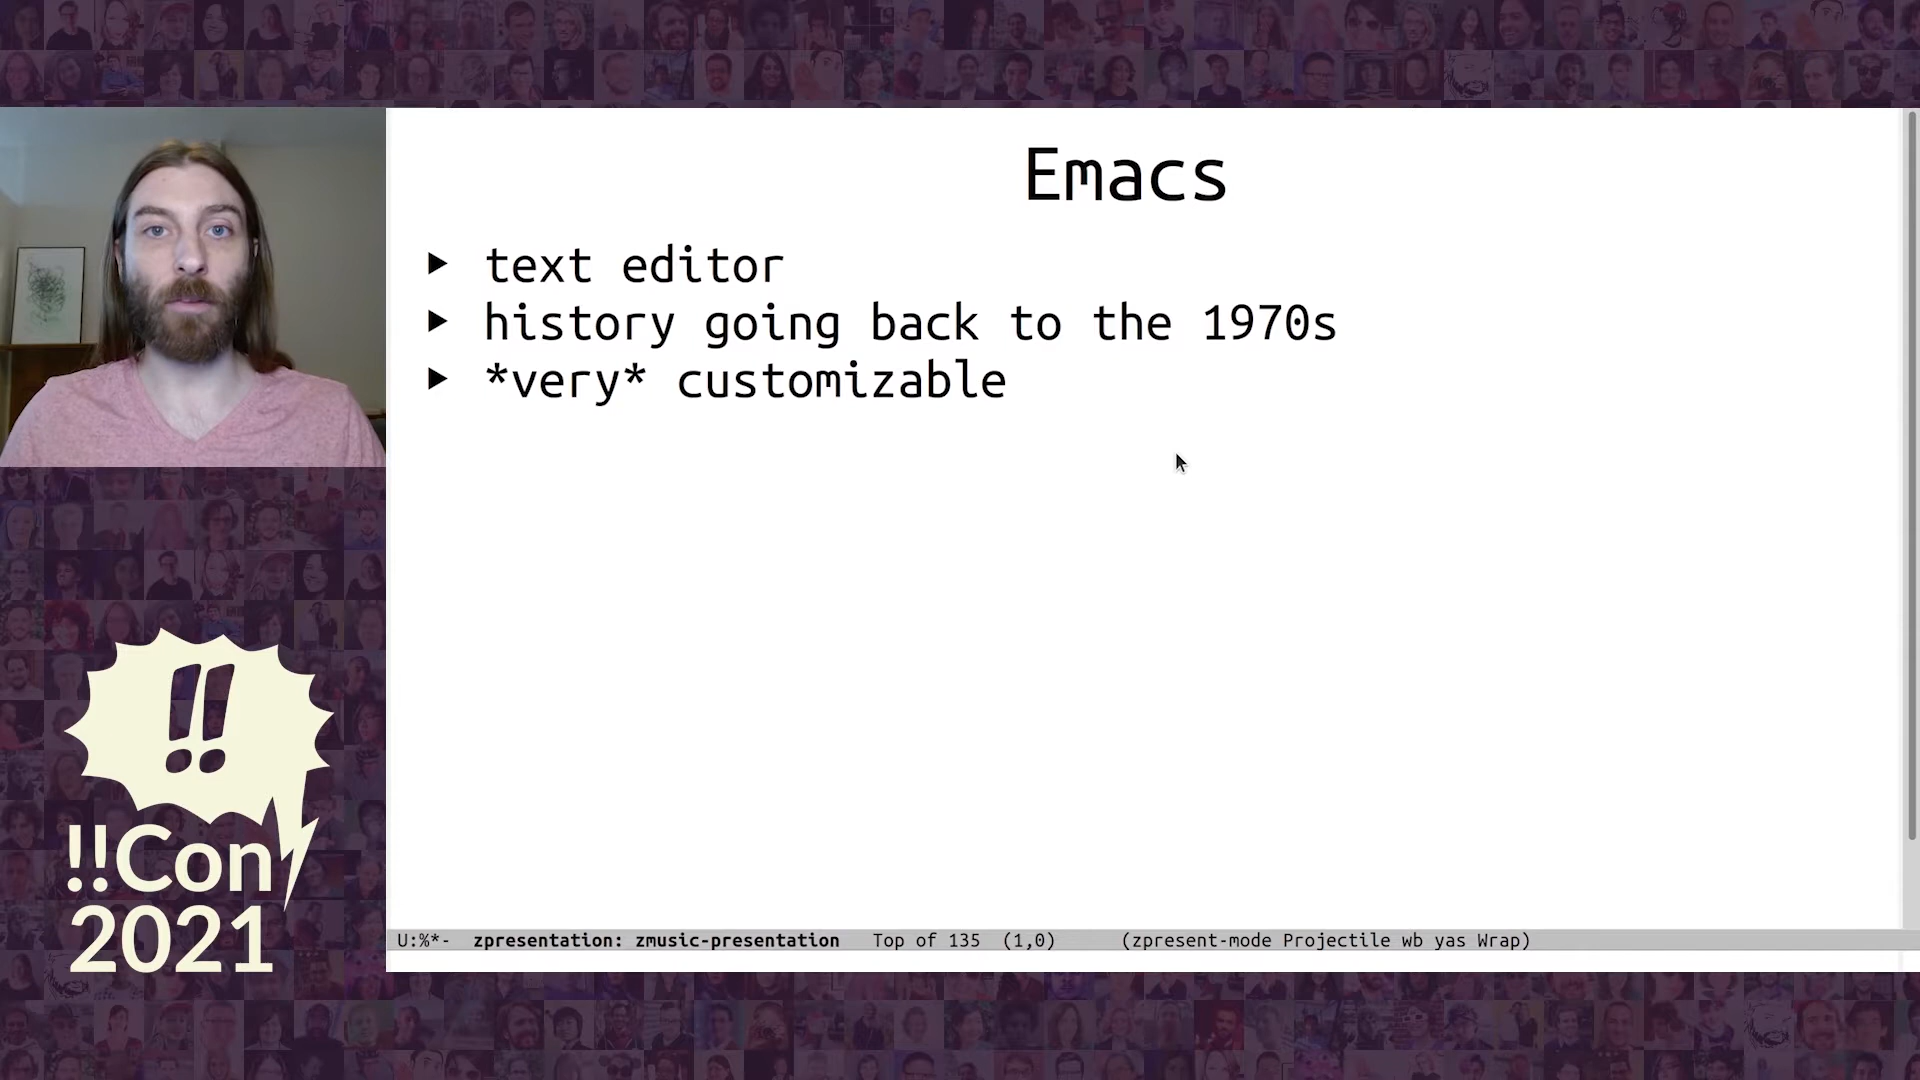 Emacs
▶ text editor
▶ history going back to the 1970s
▶ *very* customizable
!!
!!Con
2021
U:%*-  zpresentation: zmusic-presentation   Top of 135  (1,0)      (zpresent-mode Projectile wb yas Wrap)